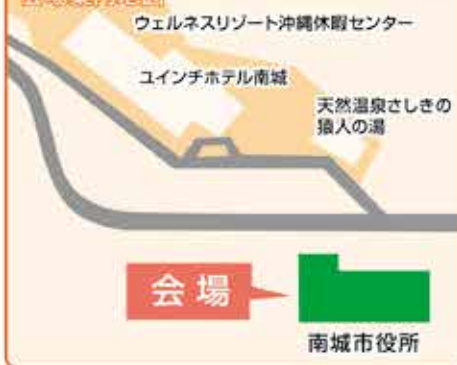 ウェルネスリゾート沖縄休暇センター
ユインチホテル南城
天然温泉さしきの
猿人の湯
会場
南城市役所